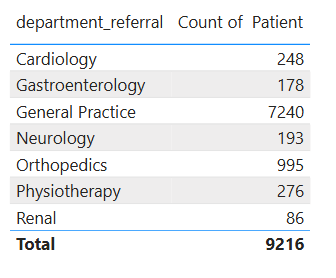 department_referral Count of Patient
Cardiology 248
Gastroenterology 178
General Practice 7240
Neurology 193
Orthopedics 995
Physiotherapy 276
Renal 86
Total 9216